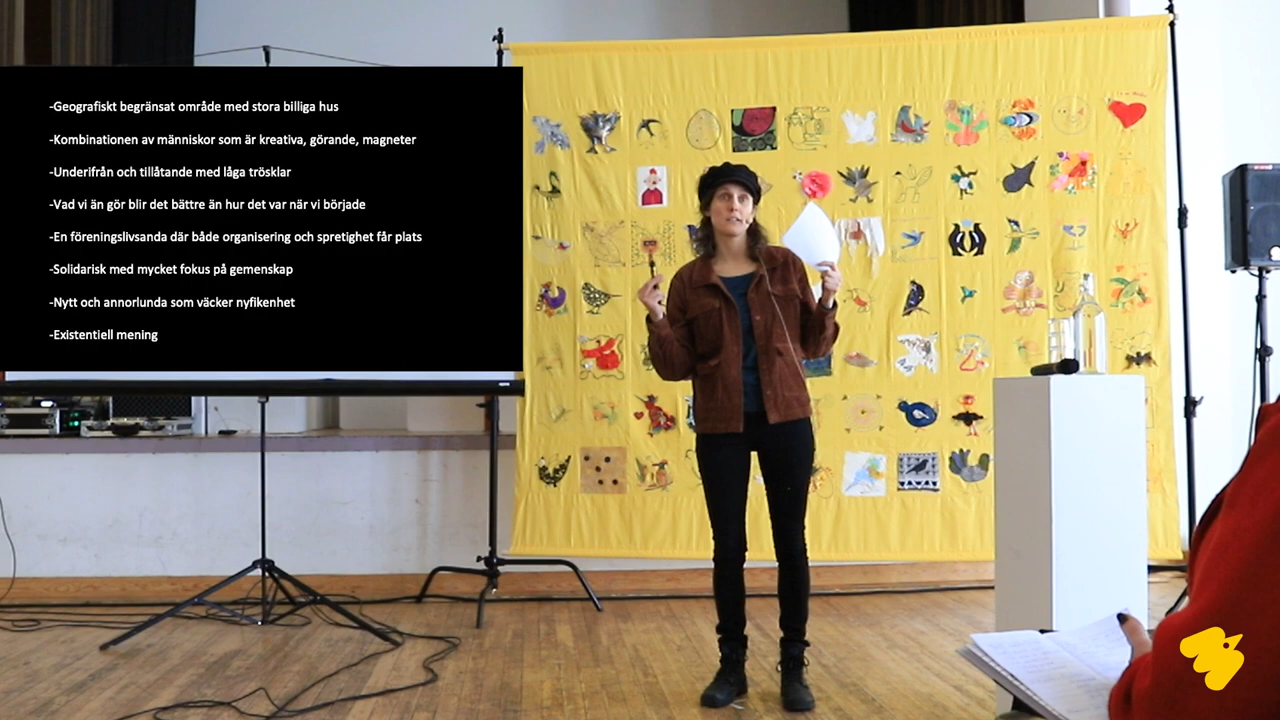 -Geografiskt begränsat område med stora billiga hus
-Kombinationen av människor som är kreativa, görande, magneter
-Underifrån och tillåtande med låga trösklar
-Vad vi än gör blir det bättre än hur det var när vi började
-En föreningslivsanda där både organisering och spretighet får plats
-Solidarisk med mycket fokus på gemenskap
-Nytt och annorlunda som väcker nyfikenhet
-Existentiell mening